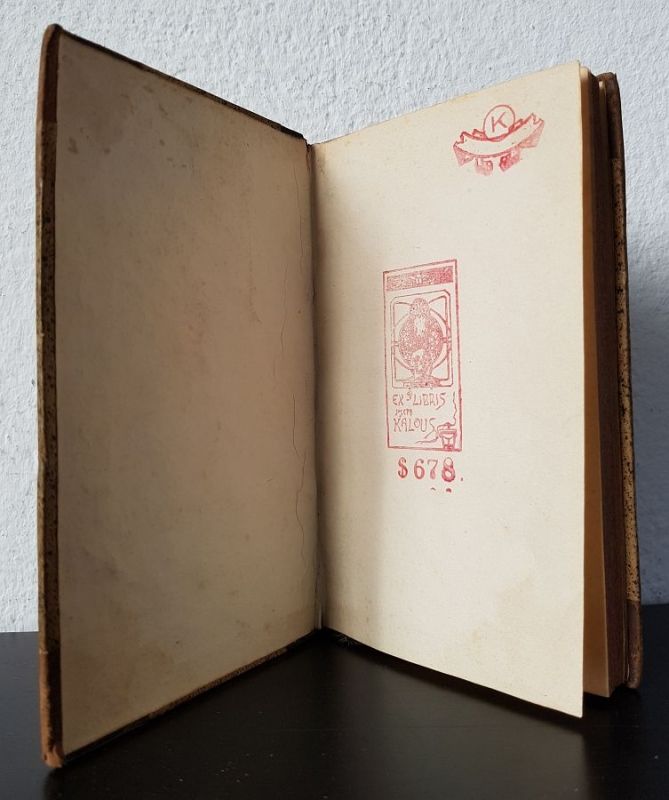 K
EX LIBRIS
KALOUS
$ 678.